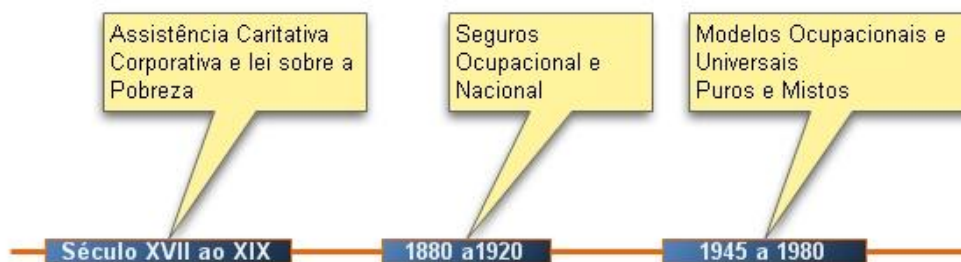 Assistência Caritativa
Corporativa e lei sobre a
Pobreza
Seguros
Ocupacional e
Nacional
Modelos Ocupacionais e
Universais
Puros e Mistos
Século XVII ao XIX
1880 a1920
1945 a 1980